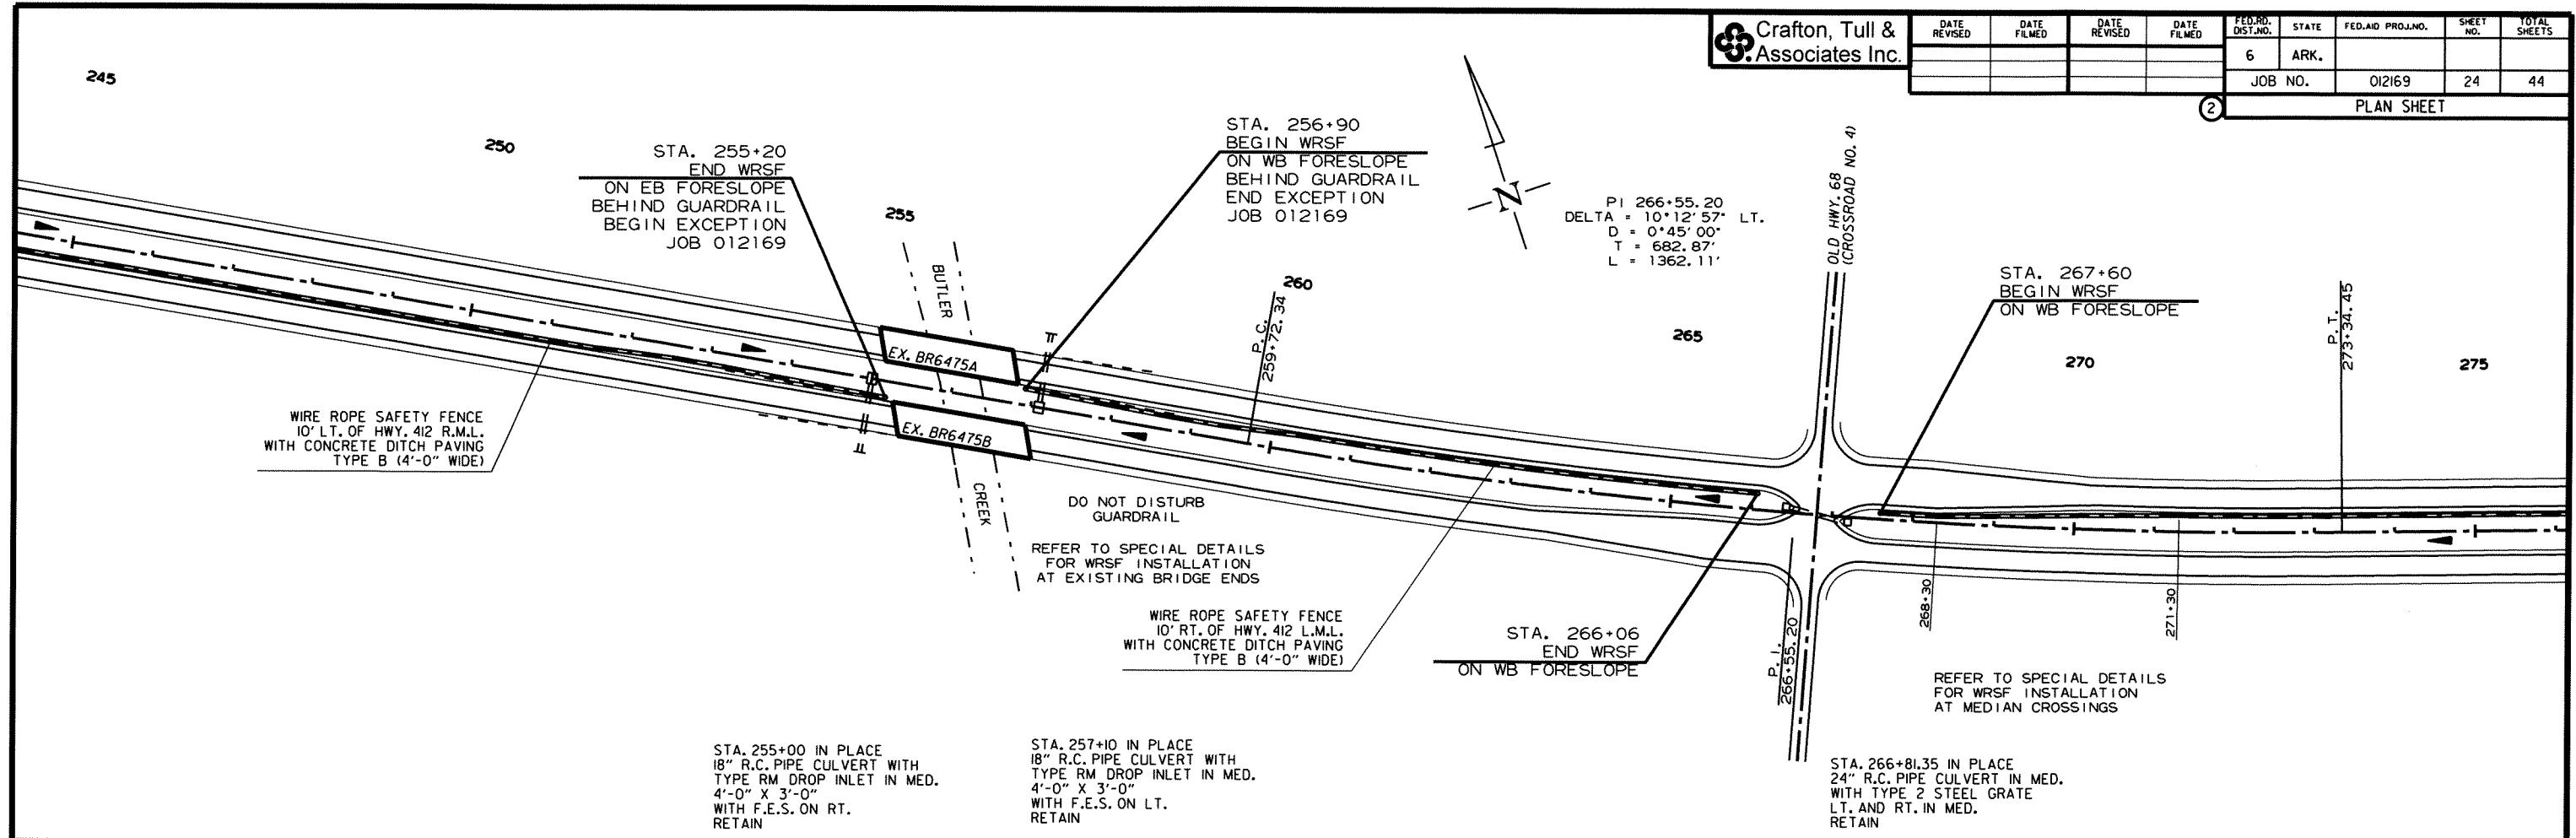 Crafton, Tull &
Associates Inc.
DATE REVISED
DATE FILMED
DATE REVISED
DATE FILMED
FED.RD. DIST.NO.
STATE
FED.AID PROJ.NO.
SHEET NO.
TOTAL SHEETS
6
ARK.
JOB NO.
012169
24
44
2
PLAN SHEET
245
250
255
260
265
270
275
STA. 255+20
END WRSF
ON EB FORESLOPE
BEHIND GUARDRAIL
BEGIN EXCEPTION
JOB 012169
STA. 256+90
BEGIN WRSF
ON WB FORESLOPE
BEHIND GUARDRAIL
END EXCEPTION
JOB 012169
N
PI 266+55.20
DELTA = 10°12'57" LT.
D = 0°45'00"
T = 682.87'
L = 1362.11'
OLD HWY. 68
(CROSSROAD NO. 4)
STA. 267+60
BEGIN WRSF
ON WB FORESLOPE
P.T.
273+34.45
BUTLER
CREEK
EX. BR6475A
EX. BR6475B
P.C.
259+72.34
WIRE ROPE SAFETY FENCE
10' LT. OF HWY. 412 R.M.L.
WITH CONCRETE DITCH PAVING
TYPE B (4'-0" WIDE)
DO NOT DISTURB
GUARDRAIL
REFER TO SPECIAL DETAILS
FOR WRSF INSTALLATION
AT EXISTING BRIDGE ENDS
WIRE ROPE SAFETY FENCE
10' RT. OF HWY. 412 L.M.L.
WITH CONCRETE DITCH PAVING
TYPE B (4'-0" WIDE)
STA. 266+06
END WRSF
ON WB FORESLOPE
P.I.
266+55.20
268+30
271+30
REFER TO SPECIAL DETAILS
FOR WRSF INSTALLATION
AT MEDIAN CROSSINGS
STA. 255+00 IN PLACE
18" R.C. PIPE CULVERT WITH
TYPE RM DROP INLET IN MED.
4'-0" X 3'-0"
WITH F.E.S. ON RT.
RETAIN
STA. 257+10 IN PLACE
18" R.C. PIPE CULVERT WITH
TYPE RM DROP INLET IN MED.
4'-0" X 3'-0"
WITH F.E.S. ON LT.
RETAIN
STA. 266+81.35 IN PLACE
24" R.C. PIPE CULVERT IN MED.
WITH TYPE 2 STEEL GRATE
LT. AND RT. IN MED.
RETAIN